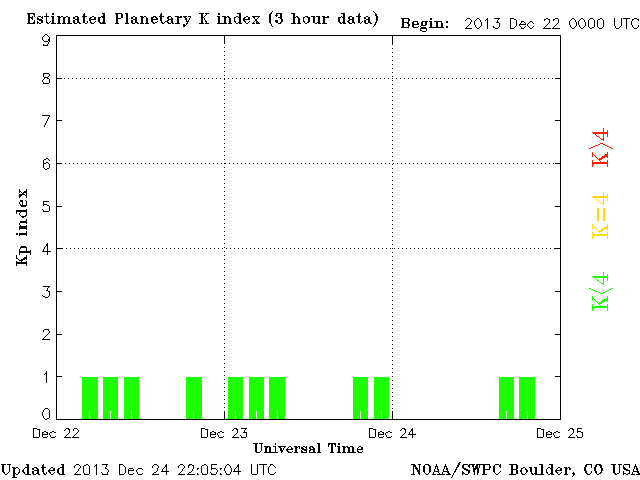 Estimated Planetary K index (3 hour data) Begin: 2013 Dec 22 0000 UTC
9
8
7
6
5
4
3
2
1
0
Kp index
K>4
K=4
K<4
Dec 22 Dec 23 Dec 24 Dec 25
Universal Time
Updated 2013 Dec 24 22:05:04 UTC NOAA/SWPC Boulder, CO USA